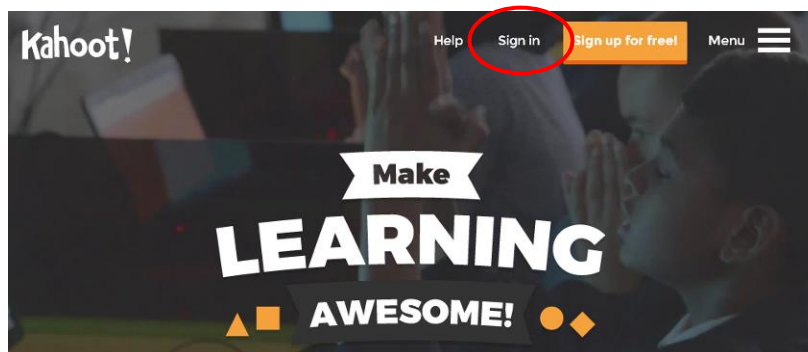 Kahoot! Help Sign in Sign up for free! Menu
Make
LEARNING
AWESOME!